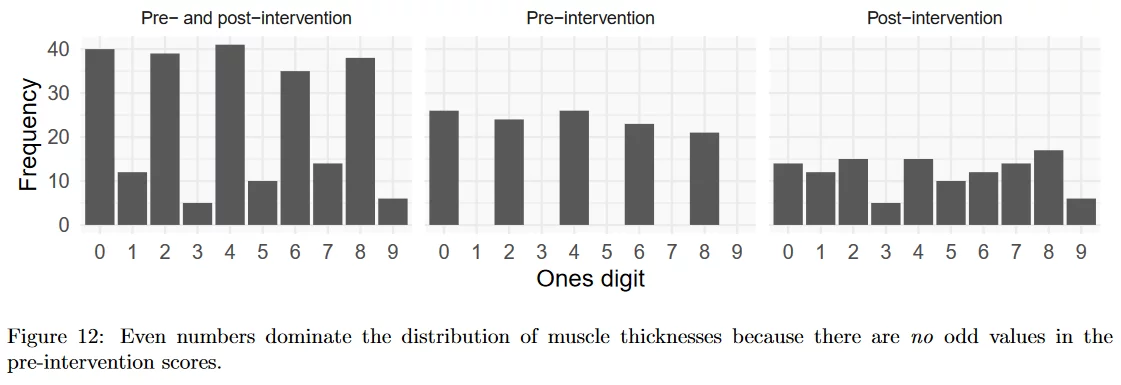 Pre− and post−intervention
Pre−intervention
Post−intervention
Frequency
40
30
20
10
0
0 1 2 3 4 5 6 7 8 9
0 1 2 3 4 5 6 7 8 9
0 1 2 3 4 5 6 7 8 9
Ones digit
Figure 12: Even numbers dominate the distribution of muscle thicknesses because there are no odd values in the
pre-intervention scores.